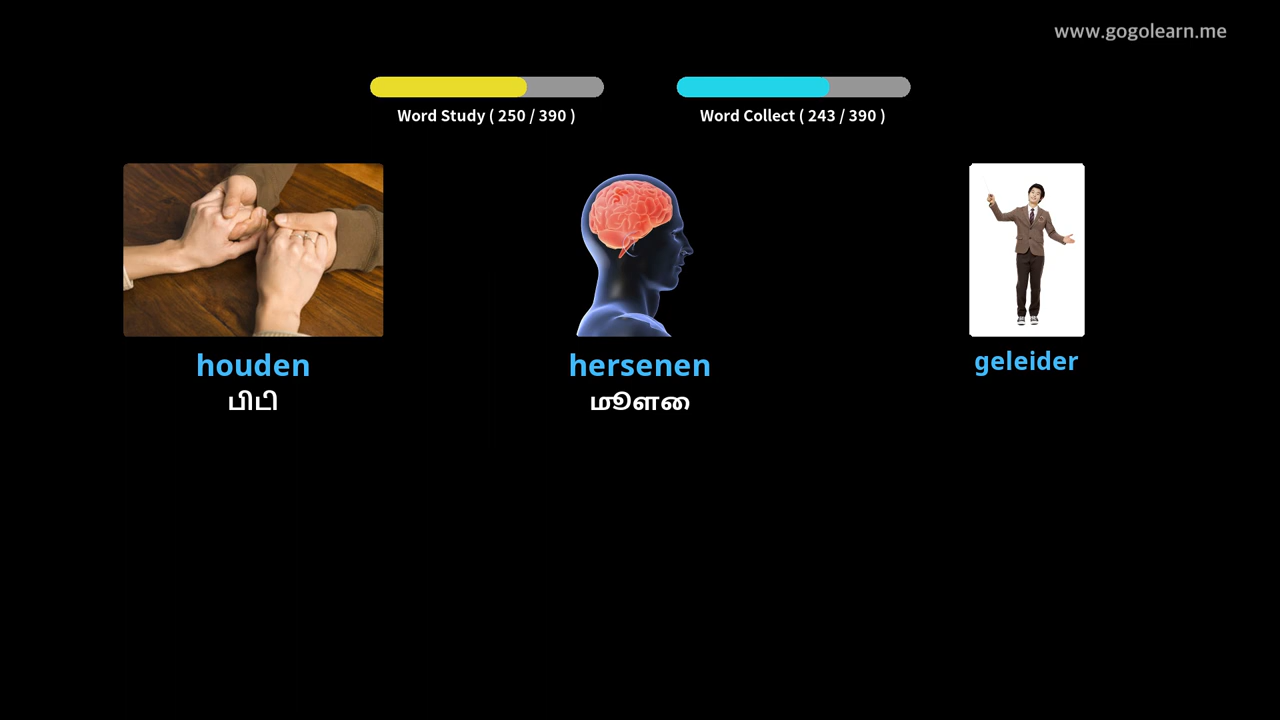 www.gogolearn.me
Word Study ( 250 / 390 )
Word Collect ( 243 / 390 )
houden
hersenen
geleider
பிடி
மூளை